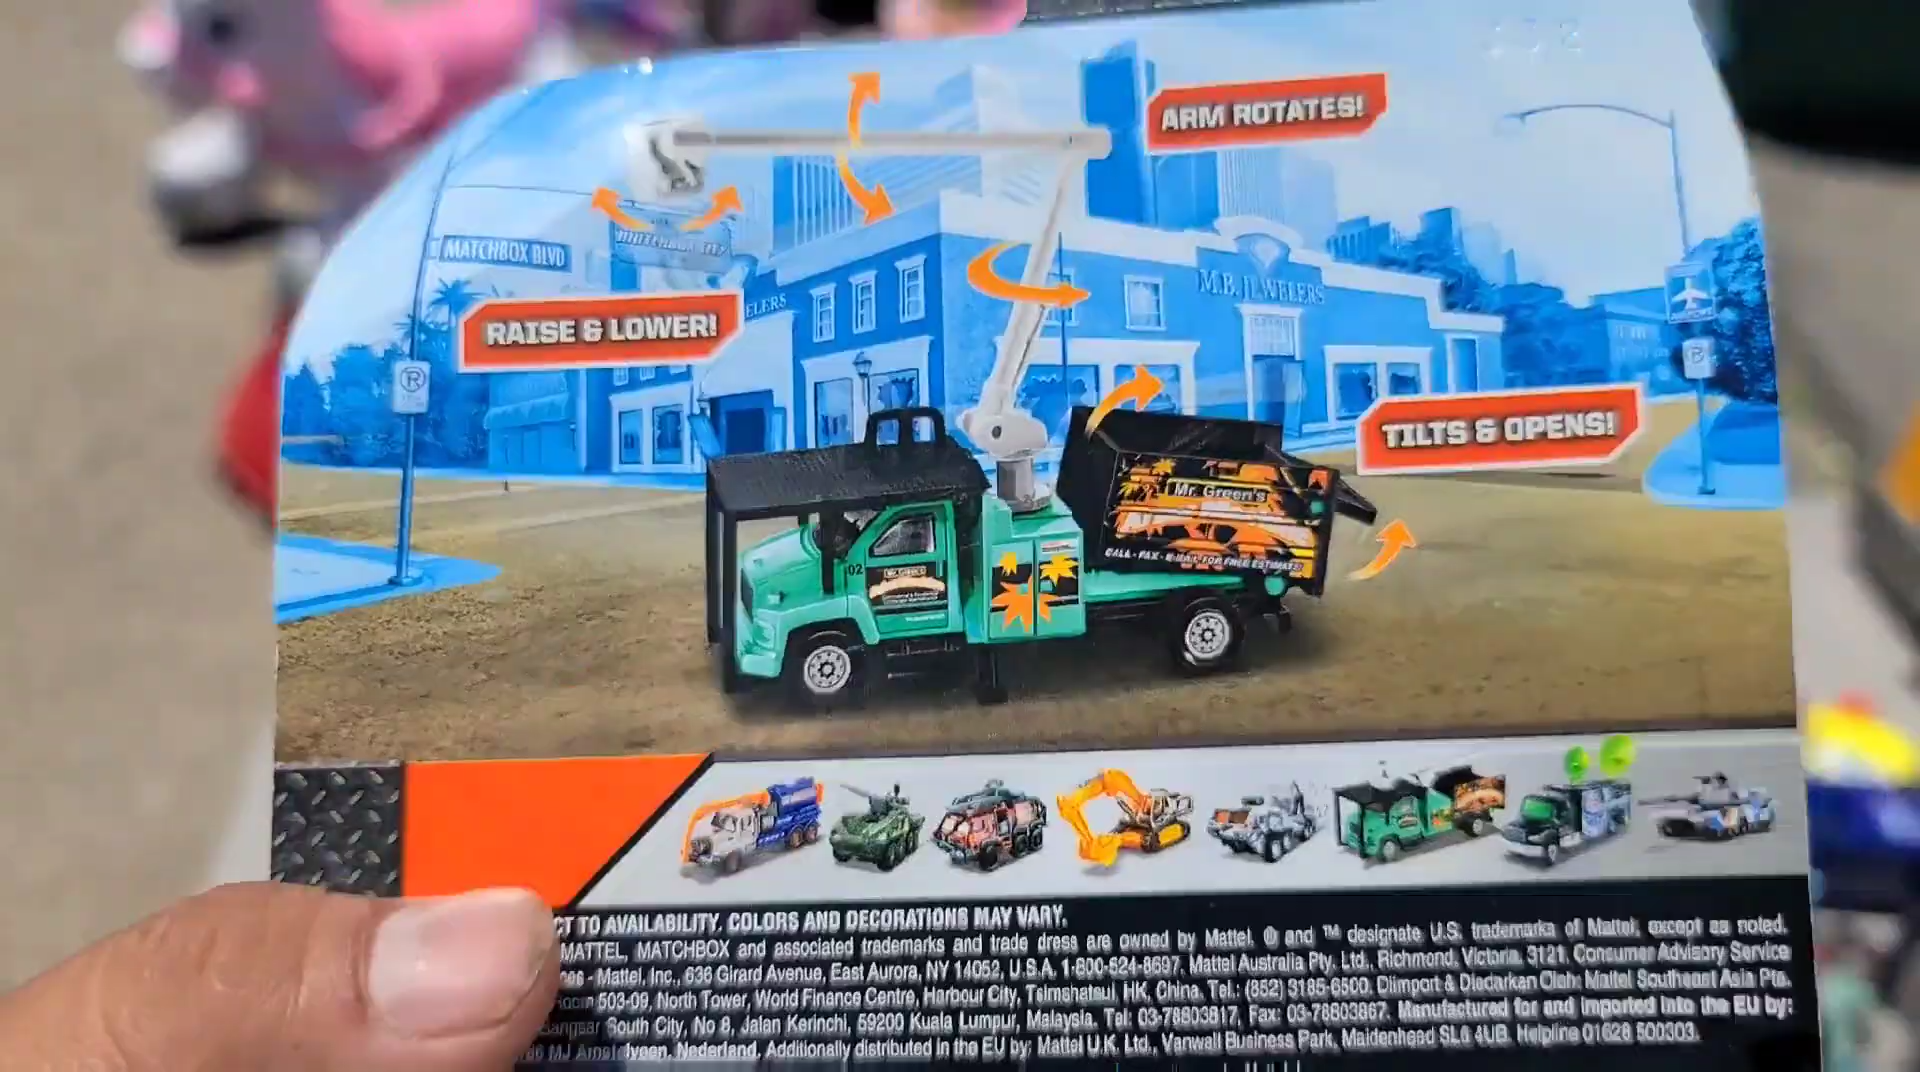 ARM ROTATES!
MATCHBOX BLVD
MATCHBOX CITY
RAISE & LOWER!
ELERS
M.B. JEWELERS
TILTS & OPENS!
Mr. Green's
CALL - FAX - E-MAIL FOR FREE ESTIMATE!
02
Mr. Green's
CT TO AVAILABILITY. COLORS AND DECORATIONS MAY VARY.
MATTEL, MATCHBOX and associated trademarks and trade dress are owned by Mattel. ® and ™ designate U.S. trademarks of Mattel, except as noted.
- Mattel, Inc., 636 Girard Avenue, East Aurora, NY 14052, U.S.A. 1-800-524-8697. Mattel Australia Pty. Ltd., Richmond, Victoria. 3121. Consumer Advisory Service
503-09, North Tower, World Finance Centre, Harbour City, Tsimshatsui, HK, China. Tel.: (852) 3185-6500. Diimport & Diedarkan Oleh: Mattel Southeast Asia Pte.
South City, No 8, Jalan Kerinchi, 59200 Kuala Lumpur, Malaysia. Tel: 03-78803817, Fax: 03-78803867. Manufactured for and imported into the EU by:
MJ Amstelveen, Nederland, Additionally distributed in the EU by: Mattel U.K. Ltd., Vanwall Business Park, Maidenhead SL6 4UB. Helpline 01628 500303.